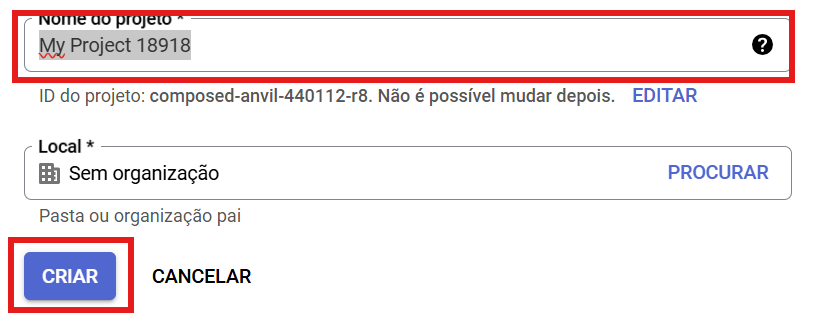 Nome do projeto *
My Project 18918
ID do projeto: composed-anvil-440112-r8. Não é possível mudar depois. EDITAR
Local *
Sem organização PROCURAR
Pasta ou organização pai
CRIAR CANCELAR